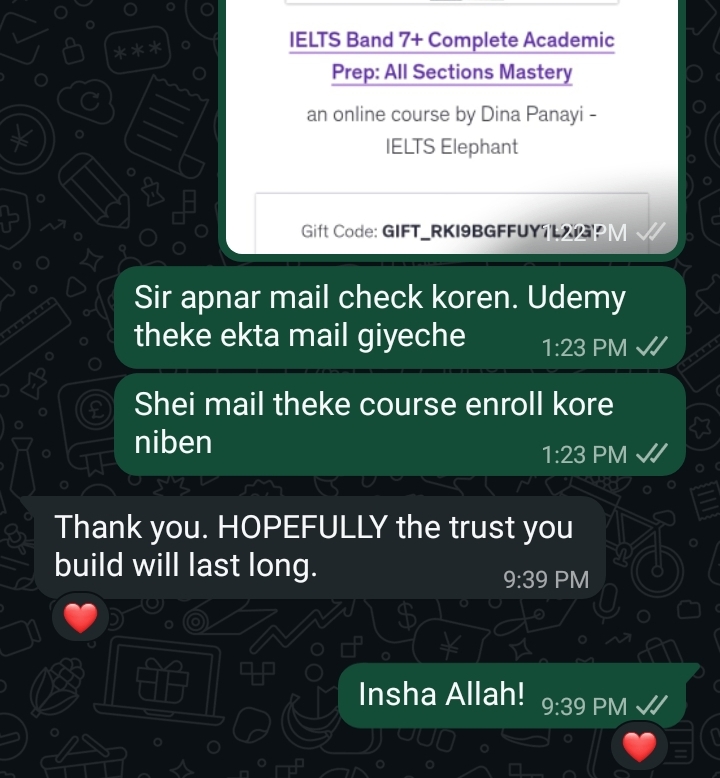 IELTS Band 7+ Complete Academic
Prep: All Sections Mastery
an online course by Dina Panayi -
IELTS Elephant
Gift Code:
1:22 PM
Sir apnar mail check koren. Udemy
theke ekta mail giyeche
1:23 PM
Shei mail theke course enroll kore
niben
1:23 PM
Thank you. HOPEFULLY the trust you
build will last long.
9:39 PM
Insha Allah!
9:39 PM